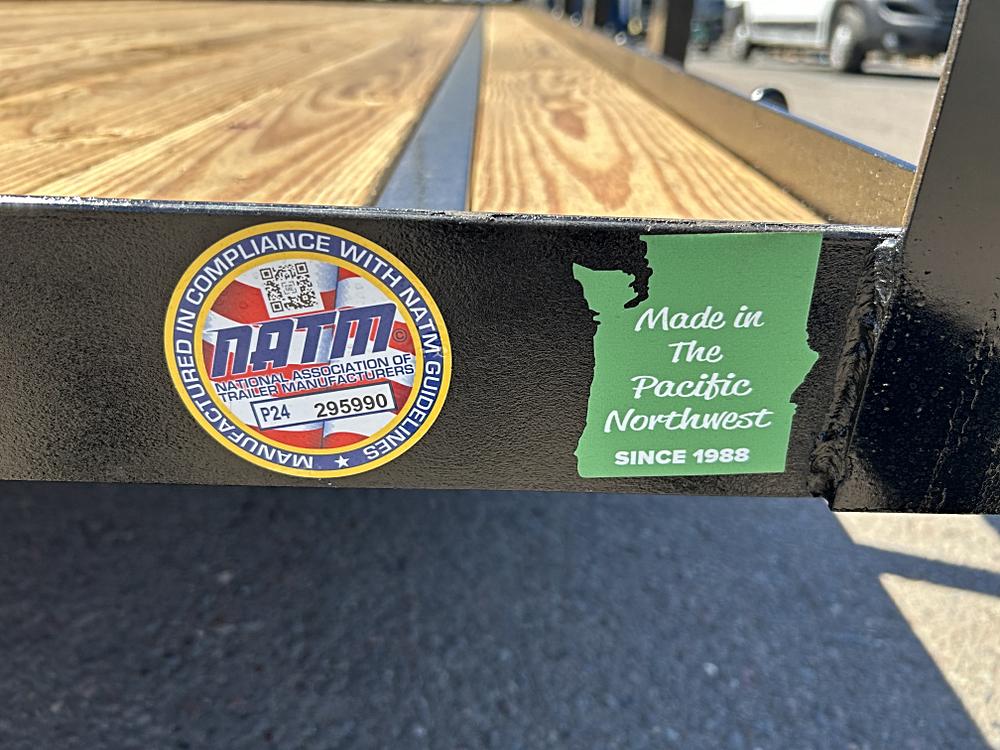 MANUFACTURED IN COMPLIANCE WITH NATM GUIDELINES
NATM©
NATIONAL ASSOCIATION OF
TRAILER MANUFACTURERS
P24 295990
Made in
The
Pacific
Northwest
SINCE 1988